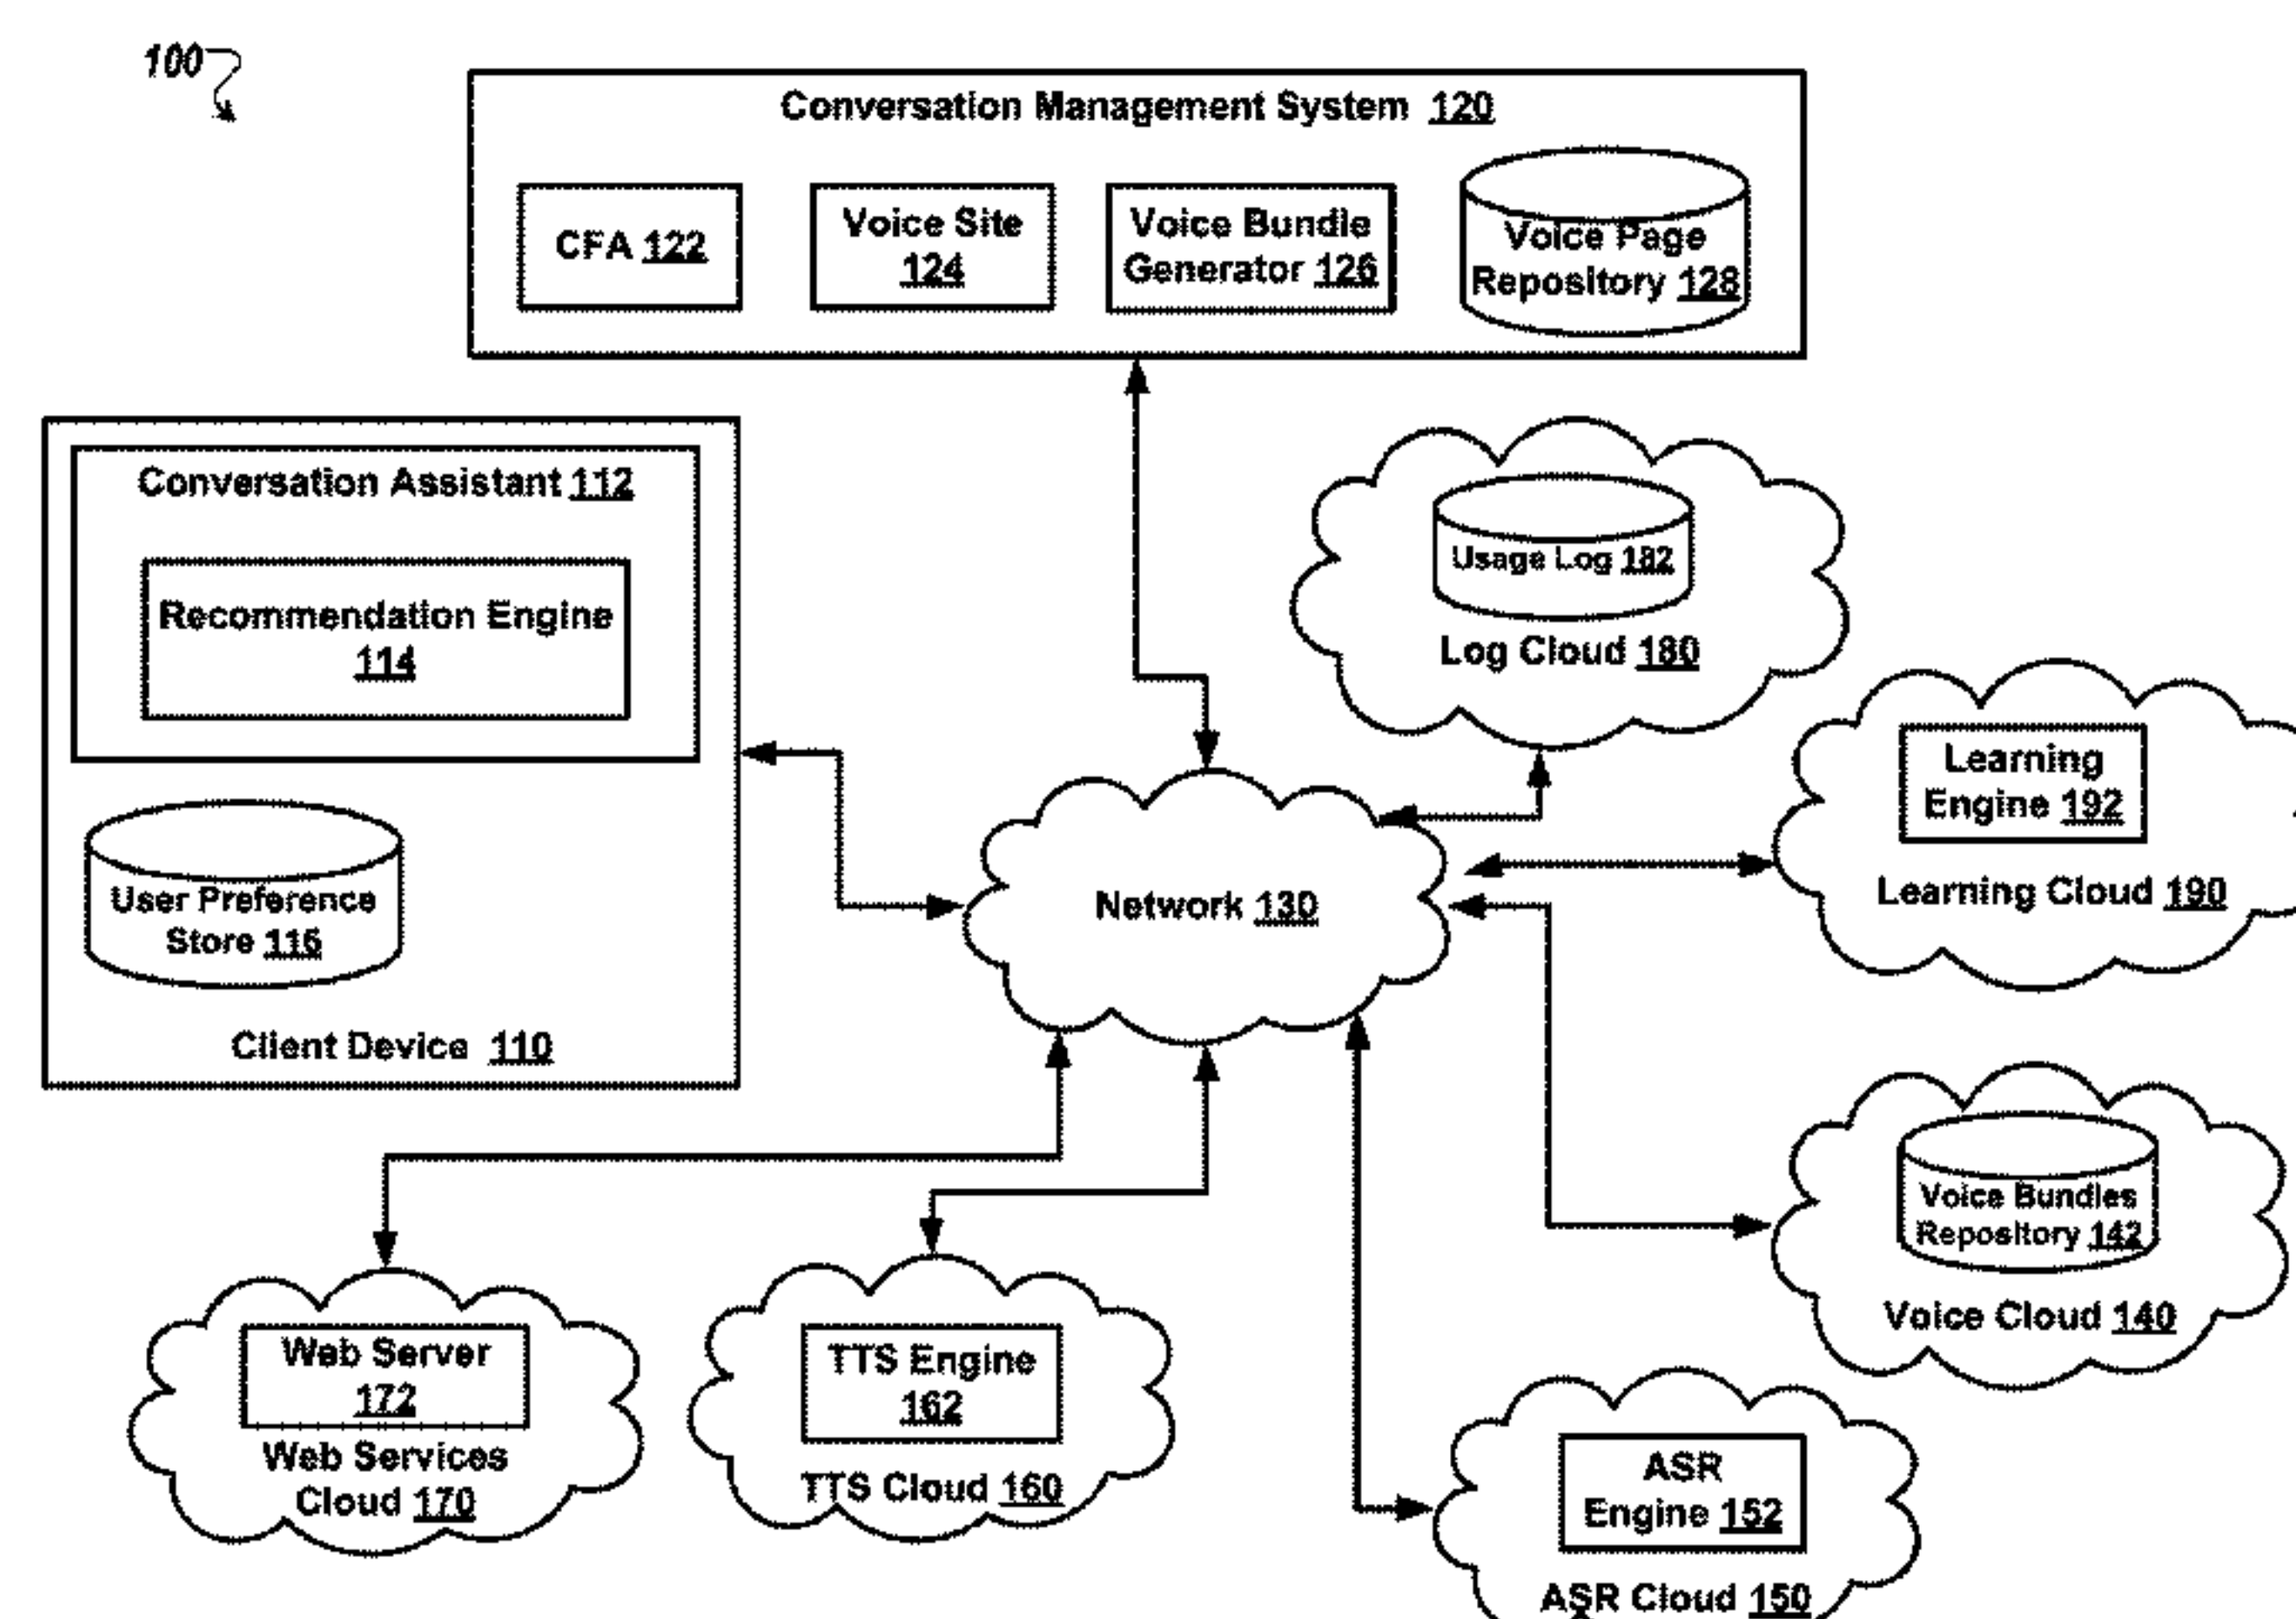 100
Conversation Management System 120
CFA 122
Voice Site
124
Voice Bundle
Generator 126
Voice Page
Repository 128
Conversation Assistant 112
Recommendation Engine
114
User Preference
Store 116
Client Device 110
Usage Log 182
Log Cloud 180
Learning
Engine 192
Learning Cloud 190
Network 130
Voice Bundles
Repository 142
Voice Cloud 140
Web Server
172
Web Services
Cloud 170
TTS Engine
162
TTS Cloud 160
ASR
Engine 152
ASR Cloud 150